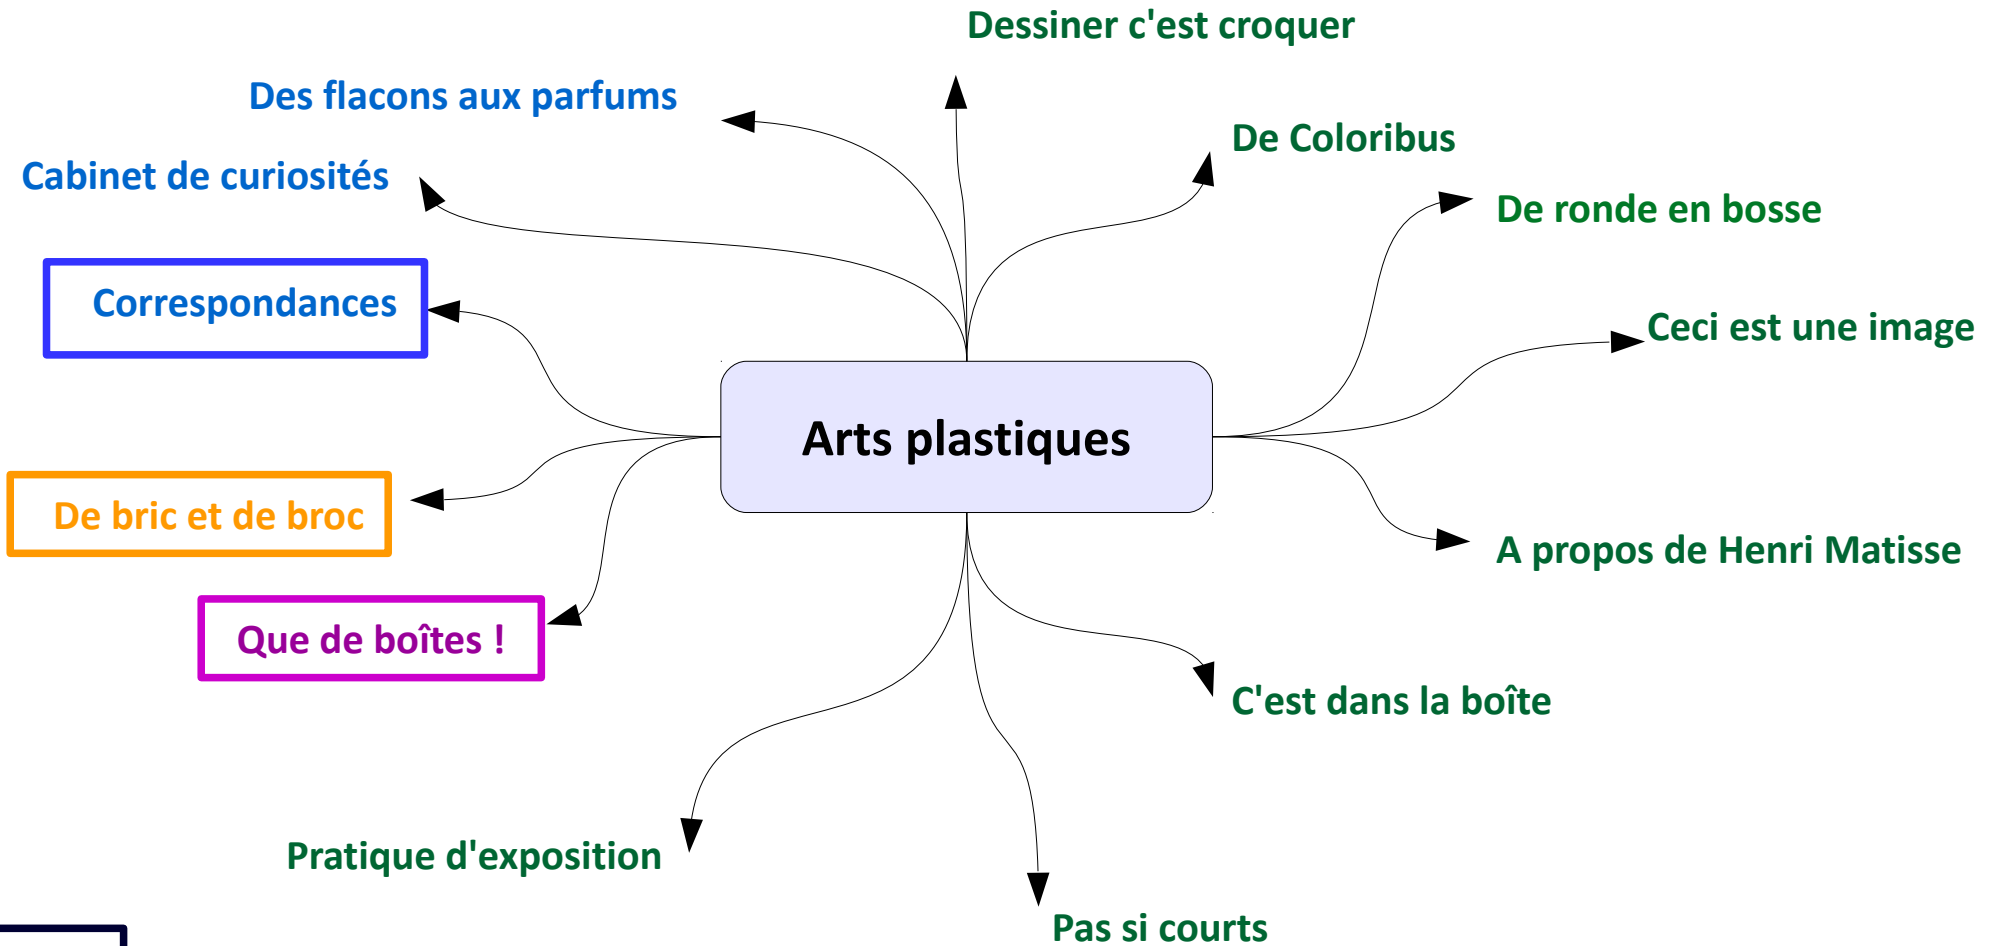 Dessiner c'est croquer
Des flacons aux parfums
De Coloribus
Cabinet de curiosités
De ronde en bosse
Correspondances
Ceci est une image
Arts plastiques
De bric et de broc
A propos de Henri Matisse
Que de boîtes !
C'est dans la boîte
Pratique d'exposition
Pas si courts